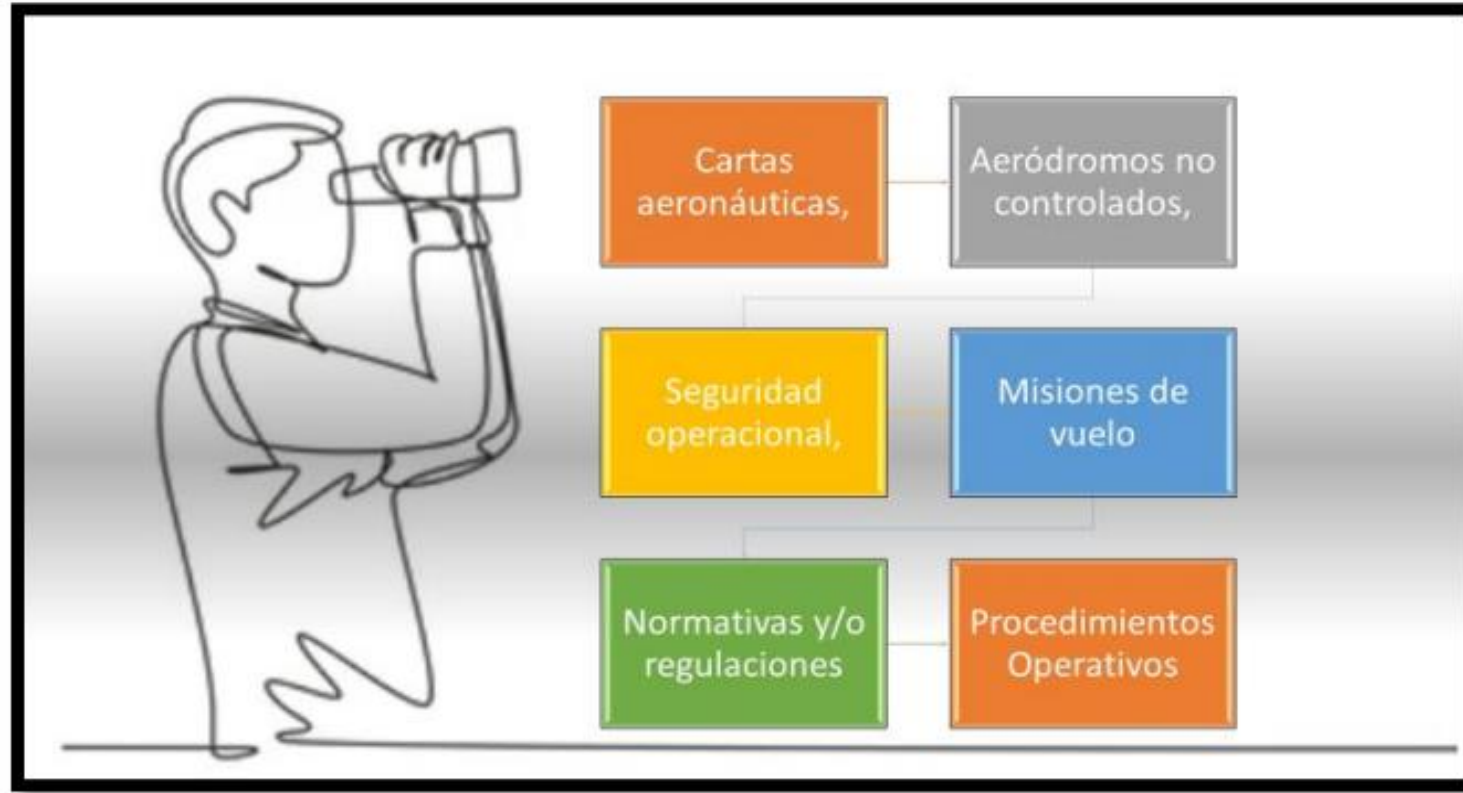 Cartas
aeronáuticas,
Aeródromos no
controlados,
Seguridad
operacional,
Misiones de
vuelo
Normativas y/o
regulaciones
Procedimientos
Operativos